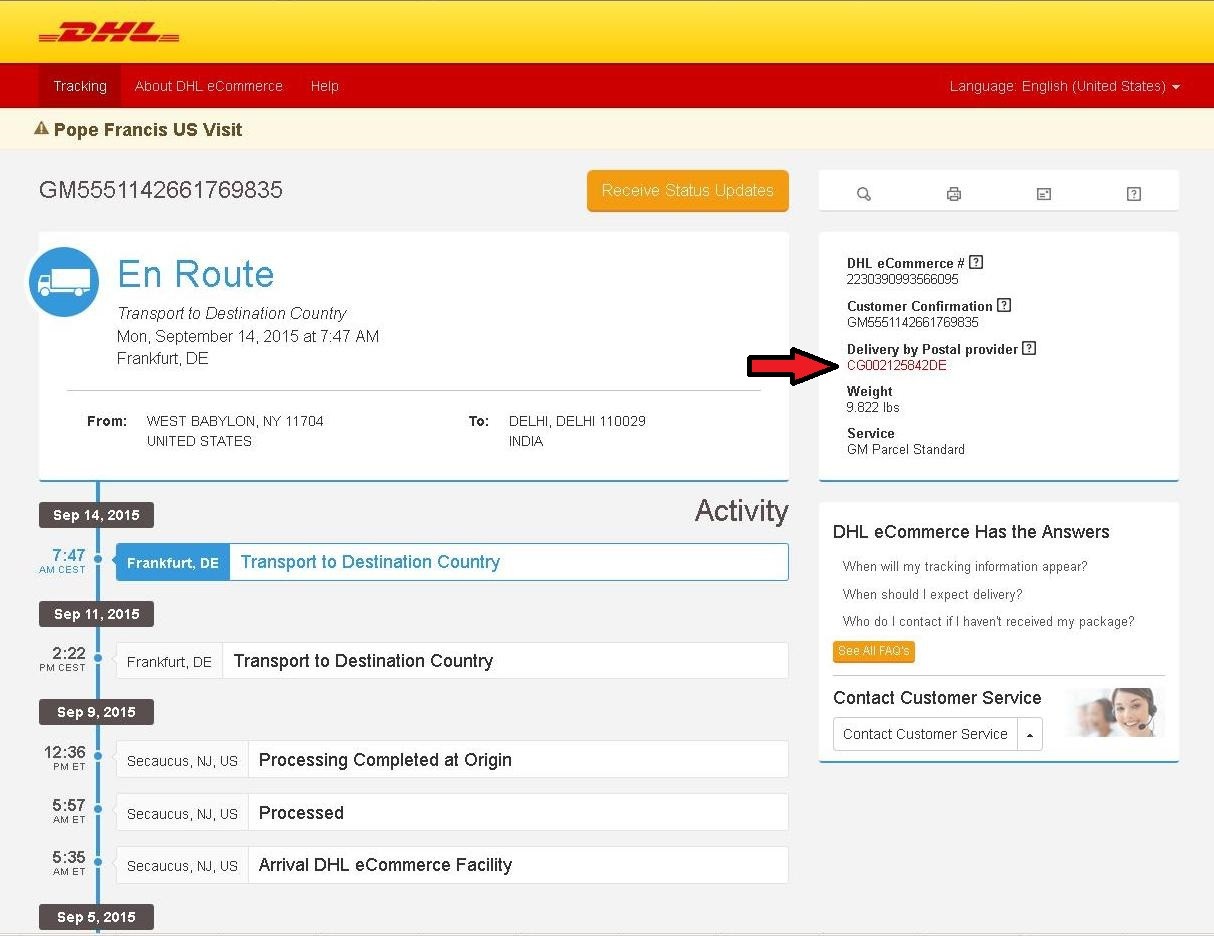 DHL
Tracking About DHL eCommerce Help Language: English (United States)
Pope Francis US Visit
GM5551142661769835
Receive Status Updates
En Route
Transport to Destination Country
Mon, September 14, 2015 at 7:47 AM
Frankfurt, DE
From: WEST BABYLON, NY 11704
UNITED STATES
To: DELHI, DELHI 110029
INDIA
DHL eCommerce # ?
2230390993566095
Customer Confirmation ?
GM5551142661769835
Delivery by Postal provider ?
CG002125842DE
Weight
9.822 lbs
Service
GM Parcel Standard
Activity
Sep 14, 2015
7:47
AM CEST
Frankfurt, DE Transport to Destination Country
Sep 11, 2015
2:22
PM CEST
Frankfurt, DE Transport to Destination Country
Sep 9, 2015
12:36
PM ET
Secaucus, NJ, US Processing Completed at Origin
5:57
AM ET
Secaucus, NJ, US Processed
5:35
AM ET
Secaucus, NJ, US Arrival DHL eCommerce Facility
Sep 5, 2015
DHL eCommerce Has the Answers
When will my tracking information appear?
When should I expect delivery?
Who do I contact if I haven't received my package?
See All FAQ's
Contact Customer Service
Contact Customer Service